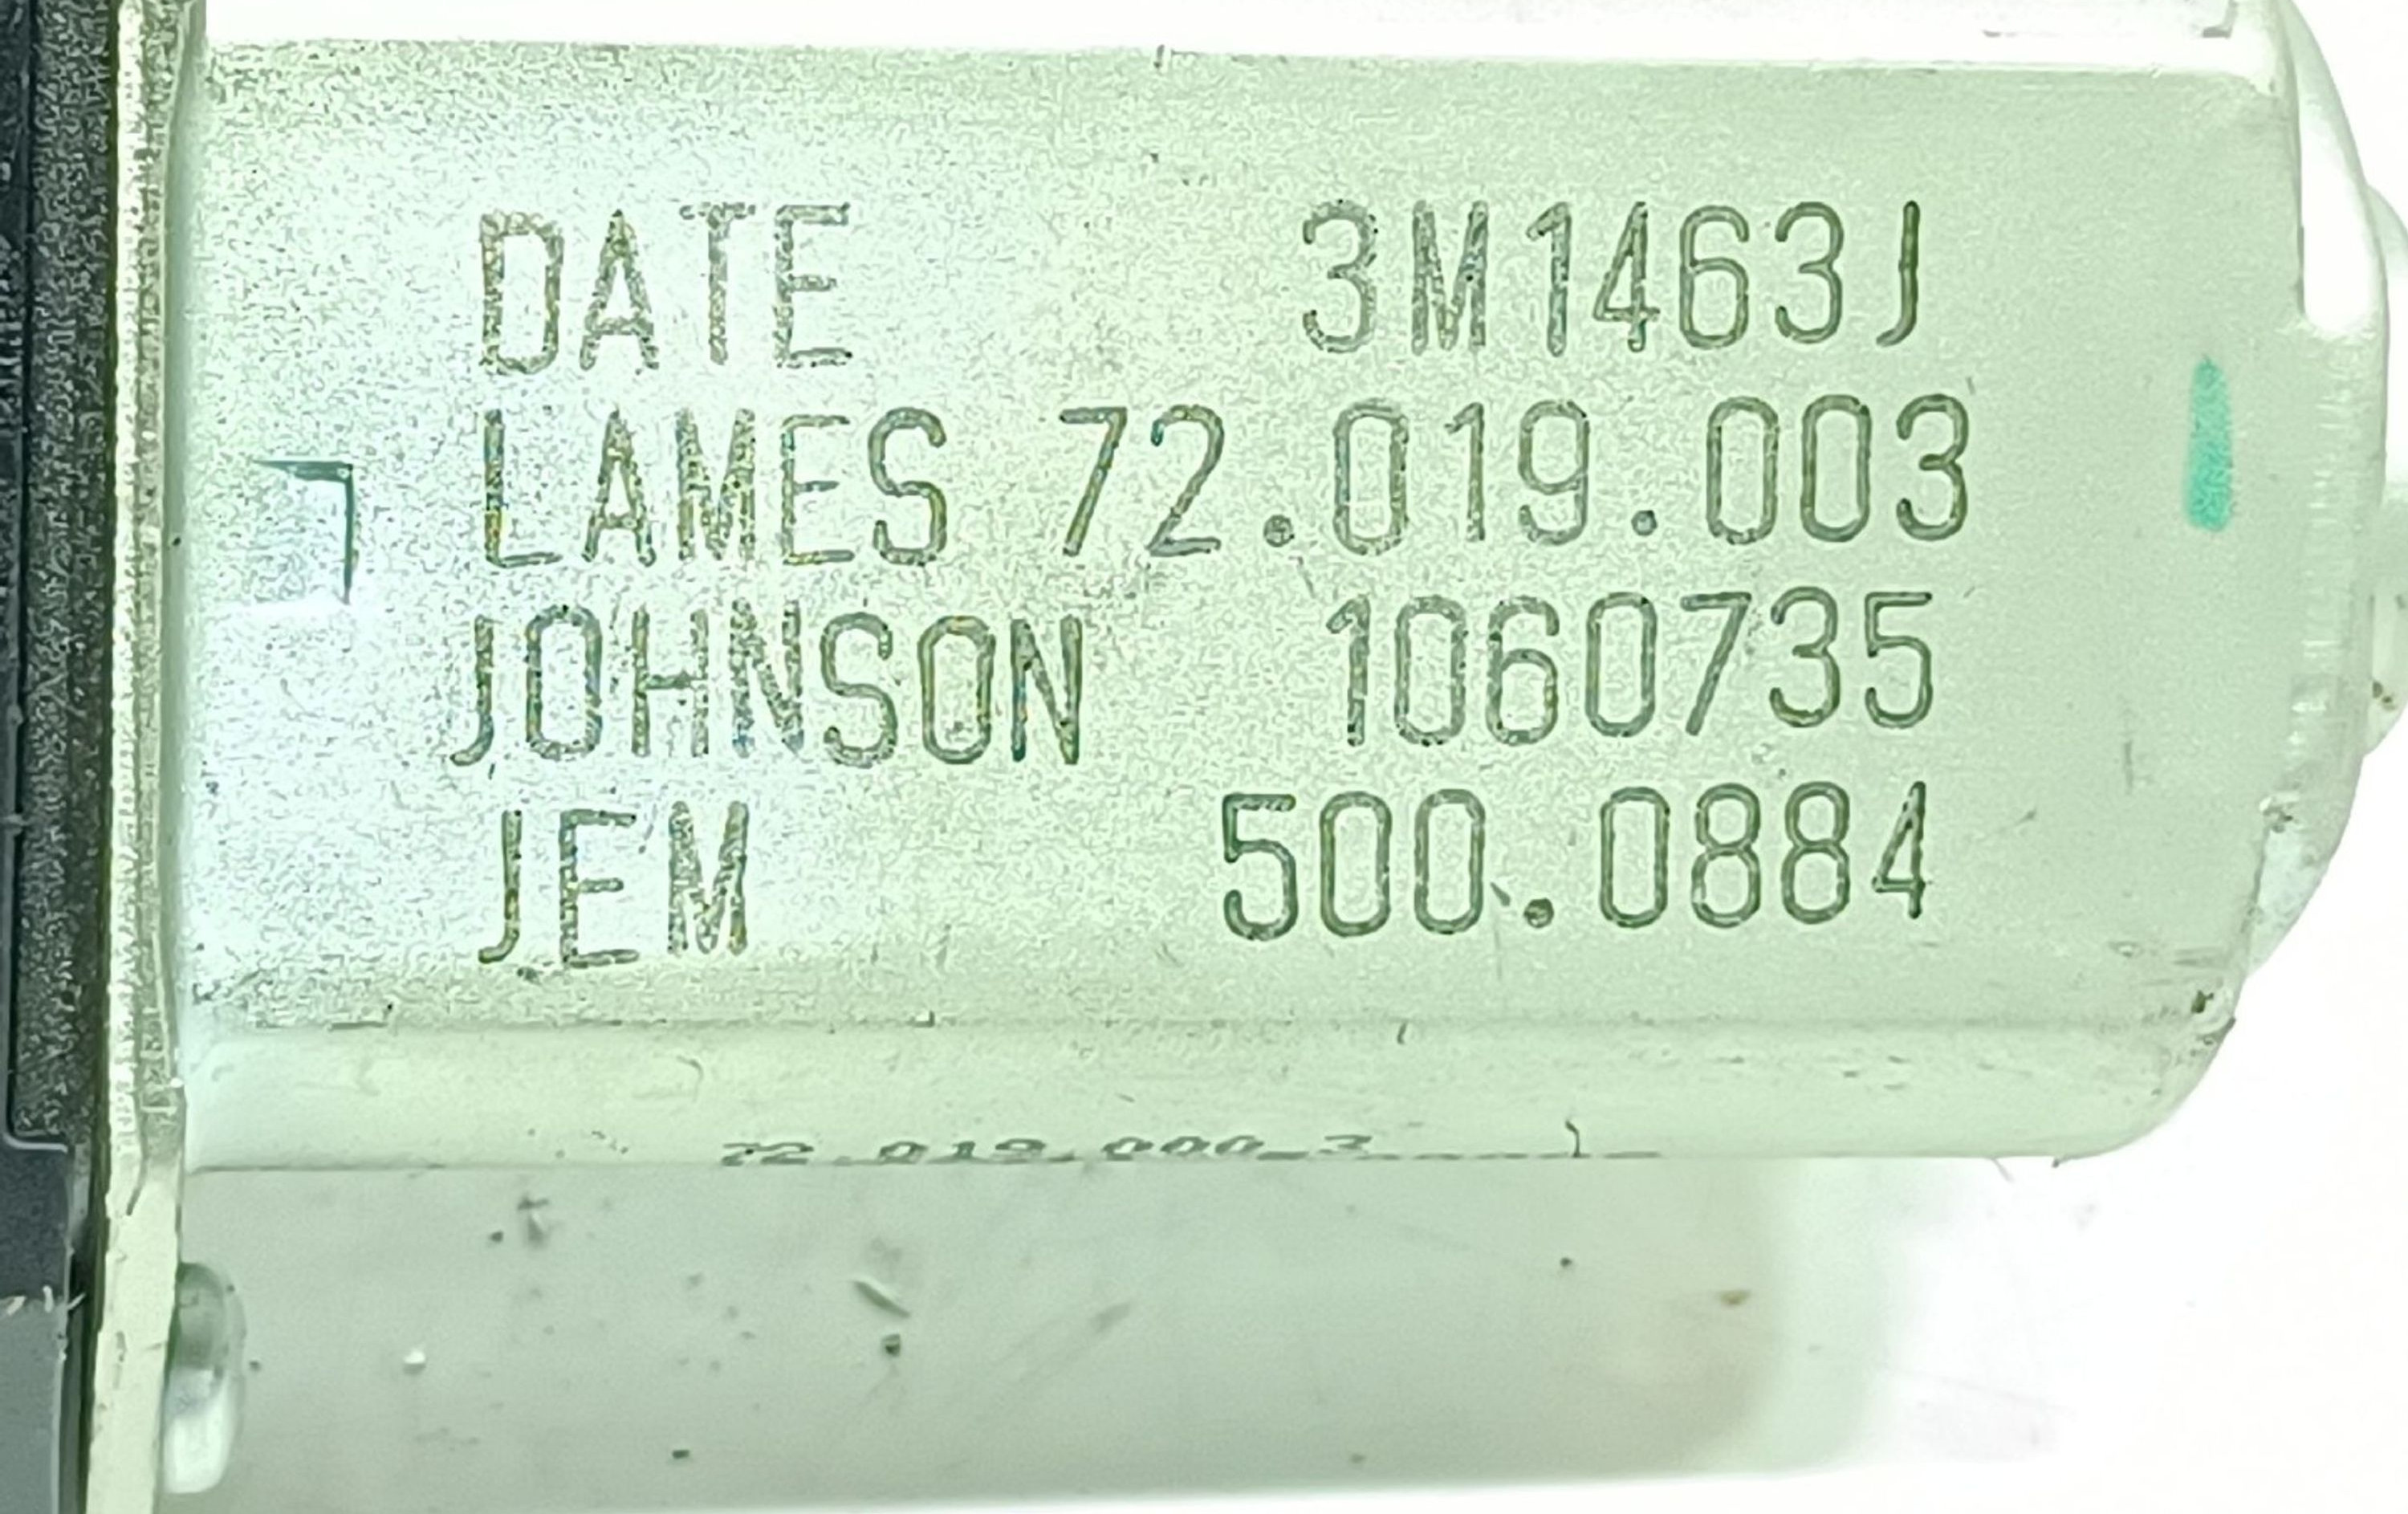 DATE 3M1463J
LAMES 72.019.003
JOHNSON 1060735
JEM 500.0884